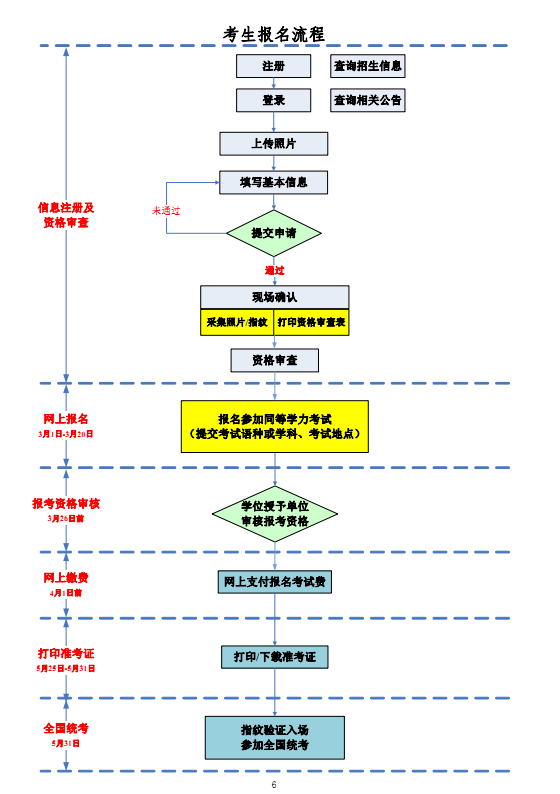 考生报名流程
注册
查询招生信息
登录
查询相关公告
上传照片
填写基本信息
信息注册及
资格审查
未通过
提交申请
通过
现场确认
采集照片/指纹
打印资格审查表
资格审查
网上报名
3月1日-3月20日
报名参加同等学力考试
（提交考试语种或学科、考试地点）
报考资格审核
3月26日前
学位授予单位
审核报考资格
网上缴费
4月1日前
网上支付报名考试费
打印准考证
5月25日-5月31日
打印/下载准考证
全国统考
5月31日
指纹验证入场
参加全国统考
6